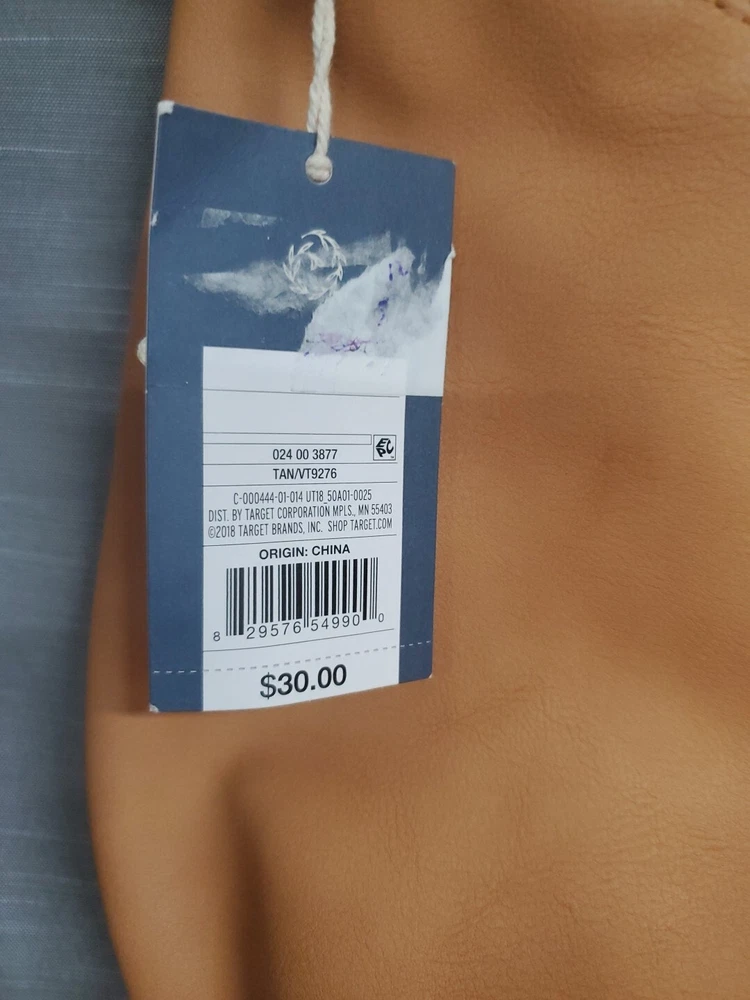 024 00 3877
TAN/VT9276
C-000444-01-014 UT18_50A01-0025
DIST. BY TARGET CORPORATION MPLS., MN 55403
©2018 TARGET BRANDS, INC. SHOP TARGET.COM
ORIGIN: CHINA
8 29576 54990 0
$30.00